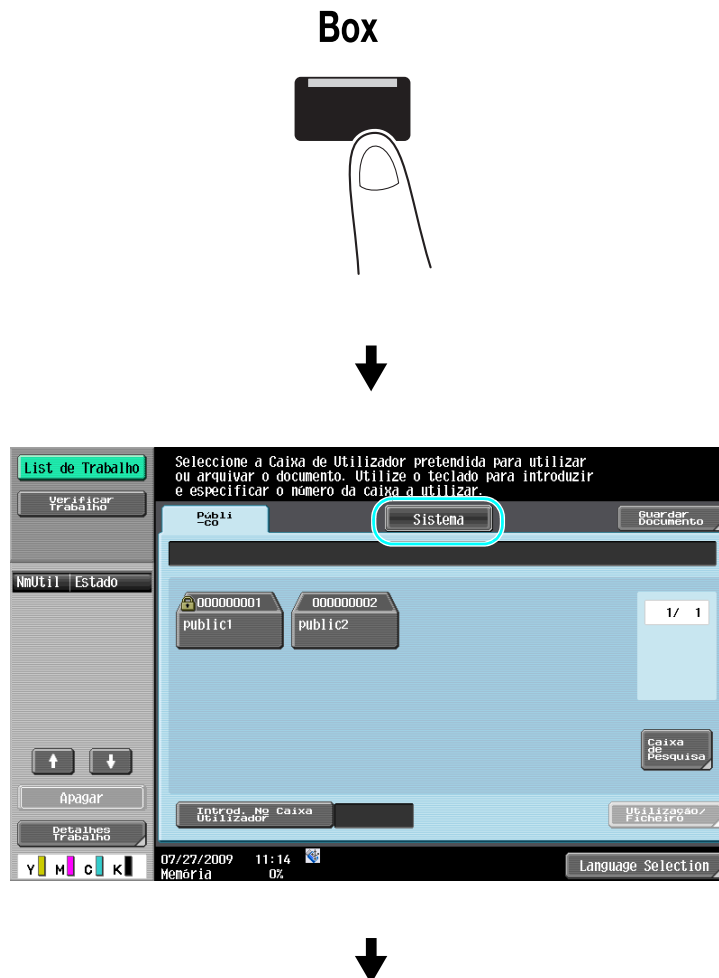 Box
List de Trabalho
Verificar
Trabalho
NmUtil Estado
Apagar
Detalhes
Trabalho
Y M C K
Seleccione a Caixa de Utilizador pretendida para utilizar
ou arquivar o documento. Utilize o teclado para introduzir
e especificar o número da caixa a utilizar.
Públi
-co
Sistema
Guardar
Documento
000000001
public1
000000002
public2
1/ 1
Caixa
de
Pesquisa
Introd. No Caixa
Utilizador
Utilização/
Ficheiro
07/27/2009 11:14
Memória 0%
Language Selection